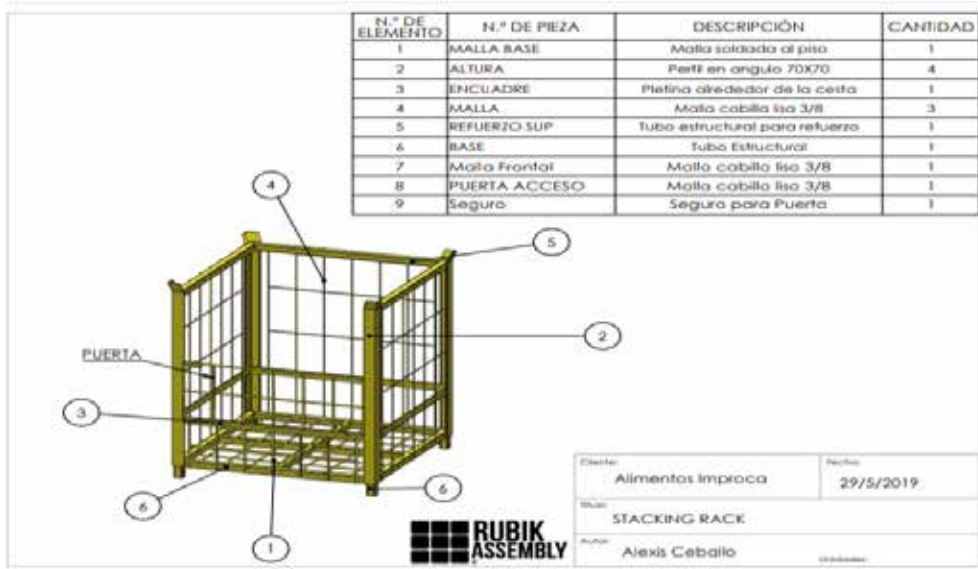 N.º DE ELEMENTO N.º DE PIEZA DESCRIPCIÓN CANTIDAD
1 MALLA BASE Malla soldada al piso 1
2 ALTURA Perfil en angulo 70X70 4
3 ENCUADRE Pletina alrededor de la cesta 1
4 MALLA Malla cabilla lisa 3/8 3
5 REFUERZO SUP Tubo estructural para refuerzo 1
6 BASE Tubo Estructural 1
7 Malla Frontal Malla cabilla lisa 3/8 1
8 PUERTA ACCESO Malla cabilla lisa 3/8 1
9 Seguro Seguro para Puerta 1
4
5
2
PUERTA
3
6
6
1
RUBIK
ASSEMBLY
Cliente:
Alimentos Improca
Fecha:
29/5/2019
Título:
STACKING RACK
Autor:
Alexis Ceballo
Unidades: